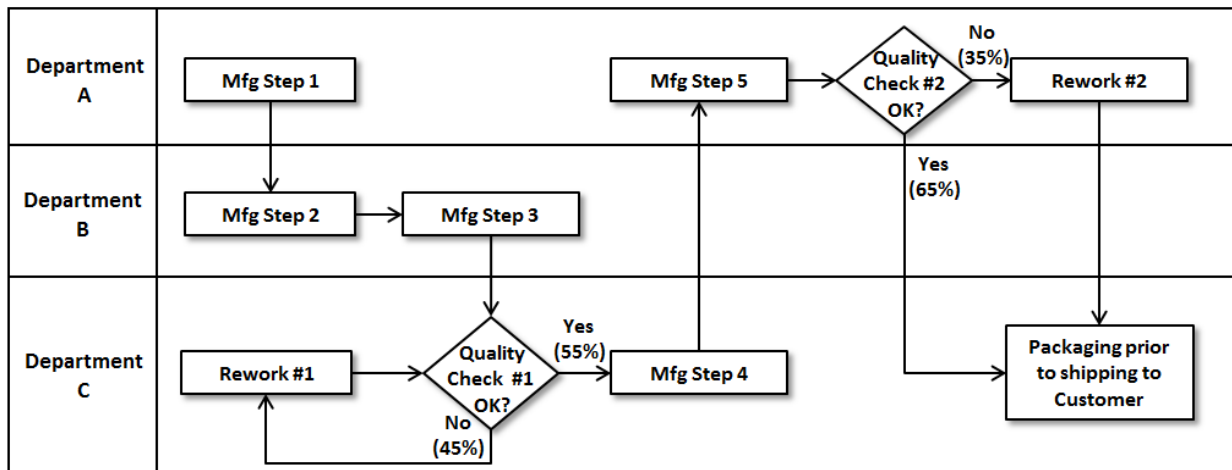 Department
A
Mfg Step 1
Mfg Step 5
Quality
Check #2
OK?
No
(35%)
Rework #2
Yes
(65%)
Department
B
Mfg Step 2
Mfg Step 3
Department
C
Rework #1
Quality
Check #1
OK?
No
(45%)
Yes
(55%)
Mfg Step 4
Packaging prior
to shipping to
Customer